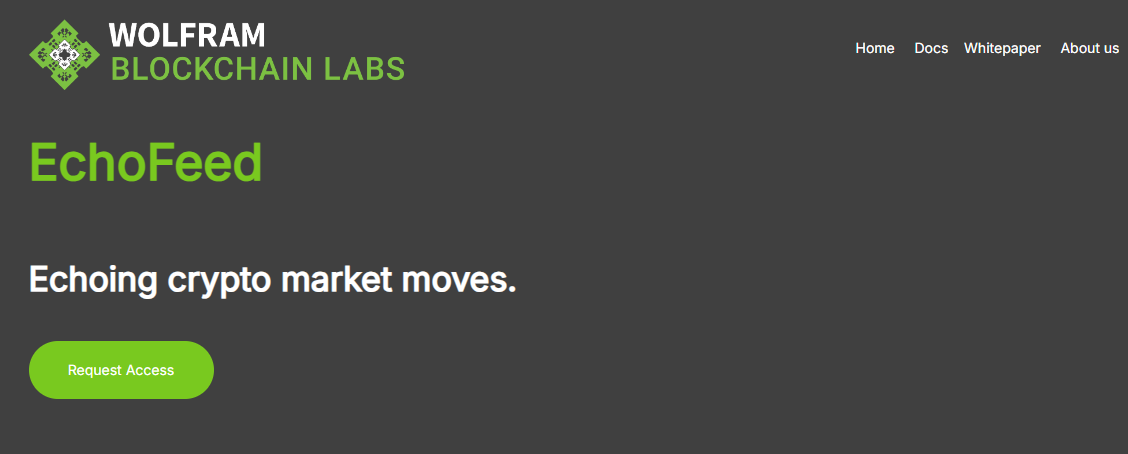 WOLFRAM
BLOCKCHAIN LABS
Home Docs Whitepaper About us
EchoFeed
Echoing crypto market moves.
Request Access